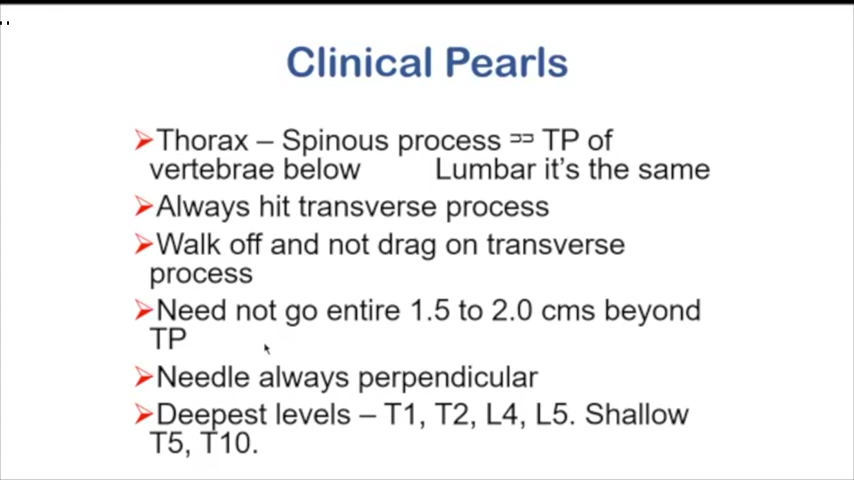 Clinical Pearls
Thorax – Spinous process == TP of
vertebrae below Lumbar it's the same
Always hit transverse process
Walk off and not drag on transverse
process
Need not go entire 1.5 to 2.0 cms beyond
TP
Needle always perpendicular
Deepest levels – T1, T2, L4, L5. Shallow
T5, T10.